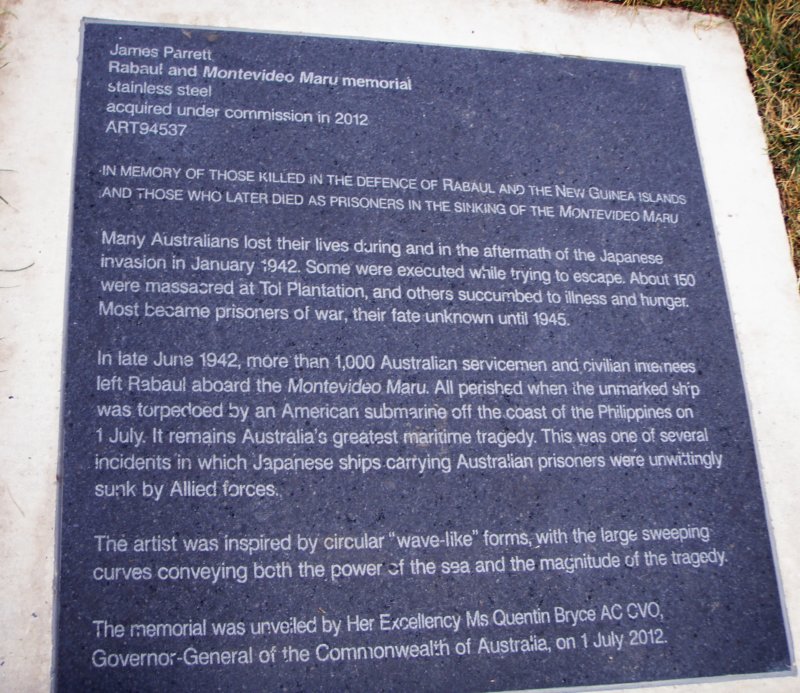 James Parrett
Rabaul and Montevideo Maru memorial
stainless steel
acquired under commission in 2012
ART94537
IN MEMORY OF THOSE KILLED IN THE DEFENCE OF RABAUL AND THE NEW GUINEA ISLANDS
AND THOSE WHO LATER DIED AS PRISONERS IN THE SINKING OF THE MONTEVIDEO MARU
Many Australians lost their lives during and in the aftermath of the Japanese
invasion in January 1942. Some were executed while trying to escape. About 150
were massacred at Tol Plantation, and others succumbed to illness and hunger.
Most became prisoners of war, their fate unknown until 1945.
In late June 1942, more than 1,000 Australian servicemen and civilian internees
left Rabaul aboard the Montevideo Maru. All perished when the unmarked ship
was torpedoed by an American submarine off the coast of the Philippines on
1 July. It remains Australia's greatest maritime tragedy. This was one of several
incidents in which Japanese ships carrying Australian prisoners were unwittingly
sunk by Allied forces.
The artist was inspired by circular "wave-like" forms, with the large sweeping
curves conveying both the power of the sea and the magnitude of the tragedy.
The memorial was unveiled by Her Excellency Ms Quentin Bryce AC CVO,
Governor-General of the Commonwealth of Australia, on 1 July 2012.